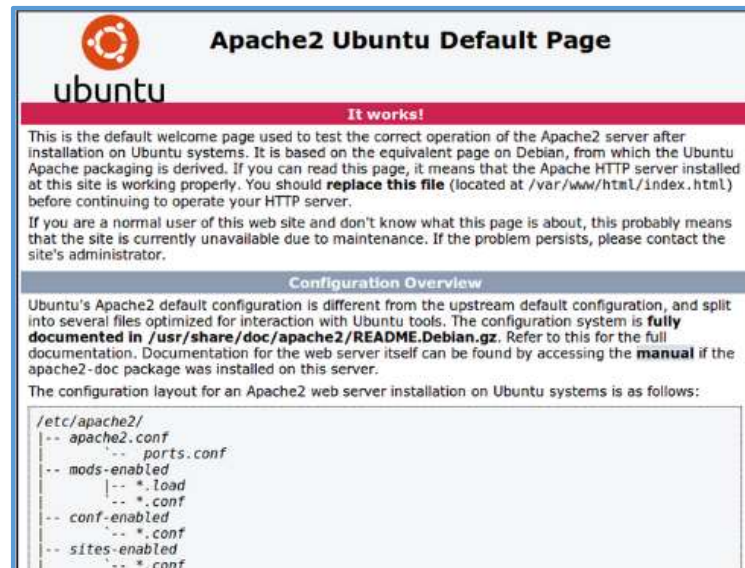 Apache2 Ubuntu Default Page
ubuntu
It works!
This is the default welcome page used to test the correct operation of the Apache2 server after
installation on Ubuntu systems. It is based on the equivalent page on Debian, from which the Ubuntu
Apache packaging is derived. If you can read this page, it means that the Apache HTTP server installed
at this site is working properly. You should replace this file (located at /var/www/html/index.html)
before continuing to operate your HTTP server.
If you are a normal user of this web site and don't know what this page is about, this probably means
that the site is currently unavailable due to maintenance. If the problem persists, please contact the
site's administrator.
Configuration Overview
Ubuntu's Apache2 default configuration is different from the upstream default configuration, and split
into several files optimized for interaction with Ubuntu tools. The configuration system is fully
documented in /usr/share/doc/apache2/README.Debian.gz. Refer to this for the full
documentation. Documentation for the web server itself can be found by accessing the manual if the
apache2-doc package was installed on this server.
The configuration layout for an Apache2 web server installation on Ubuntu systems is as follows:
/etc/apache2/
|-- apache2.conf
|       `--  ports.conf
|-- mods-enabled
|       |-- *.load
|       `-- *.conf
|-- conf-enabled
|       `-- *.conf
|-- sites-enabled
|       `-- *.conf